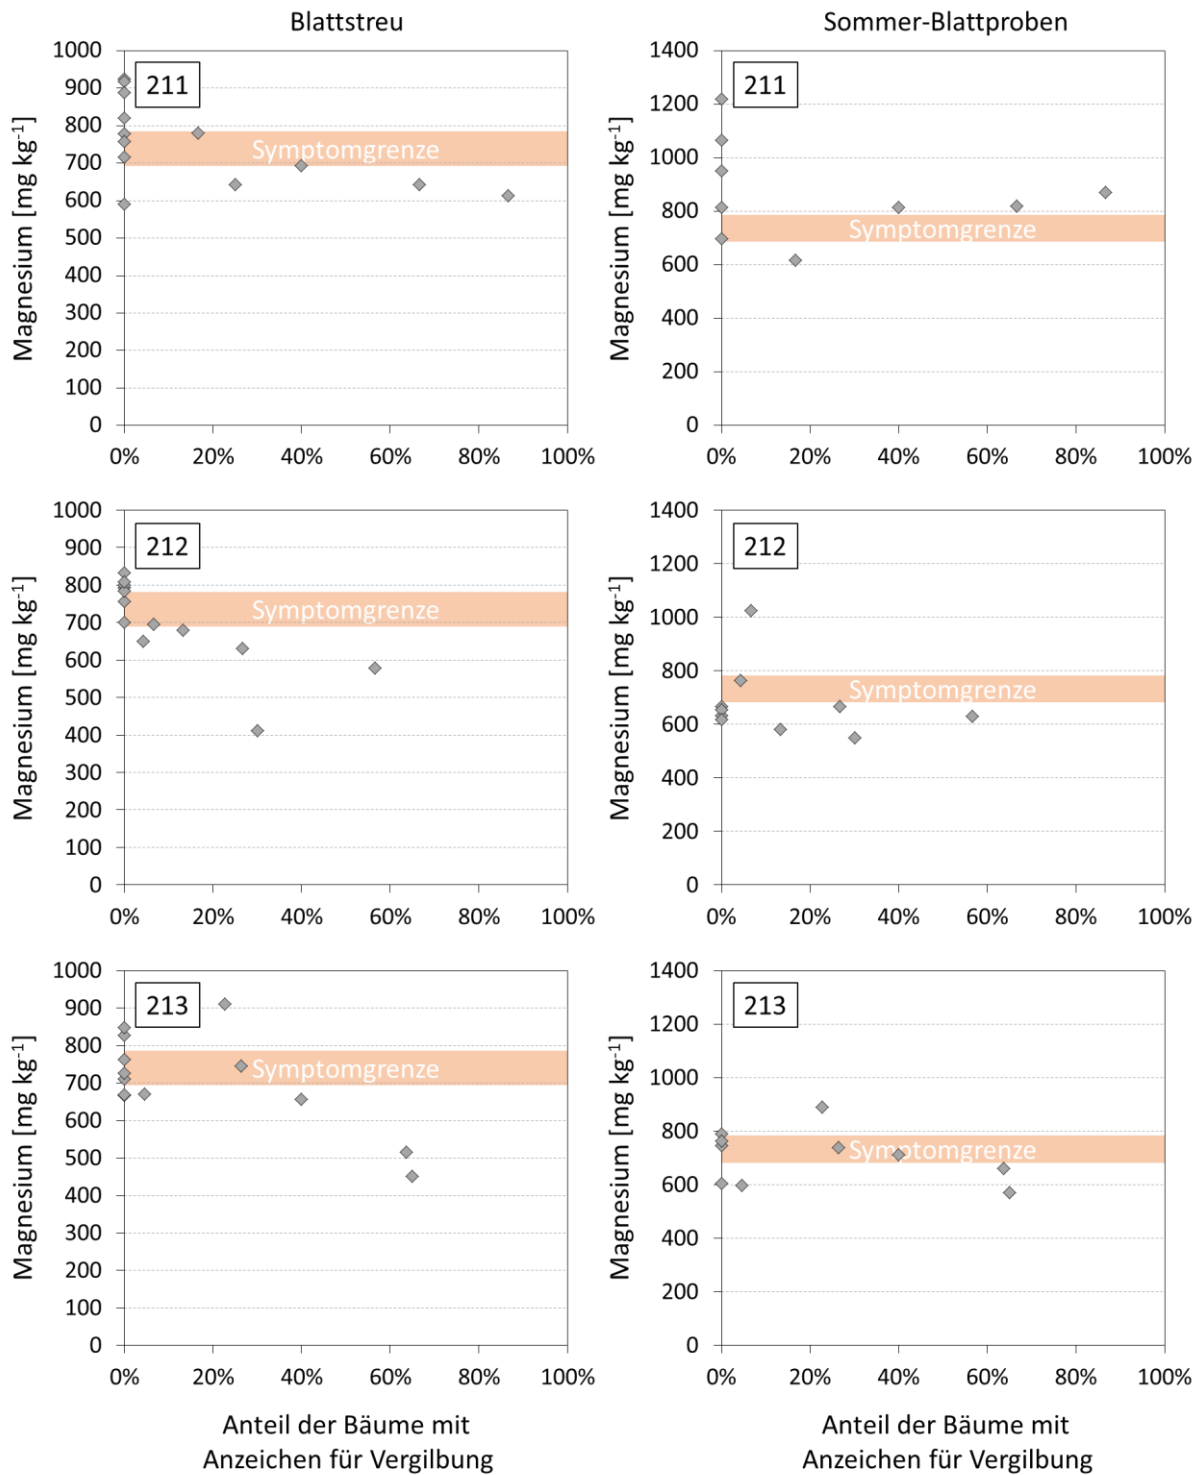 Blattstreu
Sommer-Blattproben
Magnesium [mg kg⁻¹]
1000
900
800
700
600
500
400
300
200
100
0
211
Symptomgrenze
0% 20% 40% 60% 80% 100%
Magnesium [mg kg⁻¹]
1400
1200
1000
800
600
400
200
0
211
Symptomgrenze
0% 20% 40% 60% 80% 100%
Magnesium [mg kg⁻¹]
1000
900
800
700
600
500
400
300
200
100
0
212
Symptomgrenze
0% 20% 40% 60% 80% 100%
Magnesium [mg kg⁻¹]
1400
1200
1000
800
600
400
200
0
212
Symptomgrenze
0% 20% 40% 60% 80% 100%
Magnesium [mg kg⁻¹]
1000
900
800
700
600
500
400
300
200
100
0
213
Symptomgrenze
0% 20% 40% 60% 80% 100%
Magnesium [mg kg⁻¹]
1400
1200
1000
800
600
400
200
0
213
Symptomgrenze
0% 20% 40% 60% 80% 100%
Anteil der Bäume mit
Anzeichen für Vergilbung
Anteil der Bäume mit
Anzeichen für Vergilbung